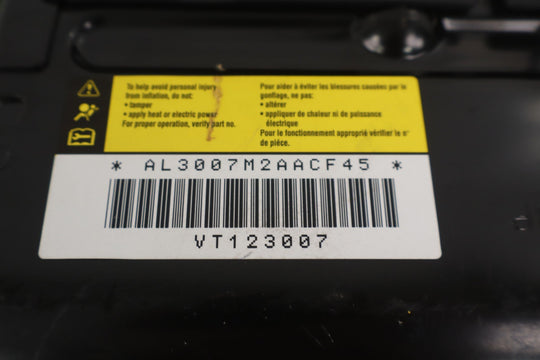 To help avoid personal injury
from inflation, do not:
• tamper
• apply heat or electric power
For proper operation, verify part no.
Pour aider à éviter les blessures causées par le
gonflage, ne pas:
• altérer
• appliquer de chaleur ni de puissance
électrique
Pour le fonctionnement approprié vérifier le n°
de pièce.
* AL3007M2AACF45 *
VT123007